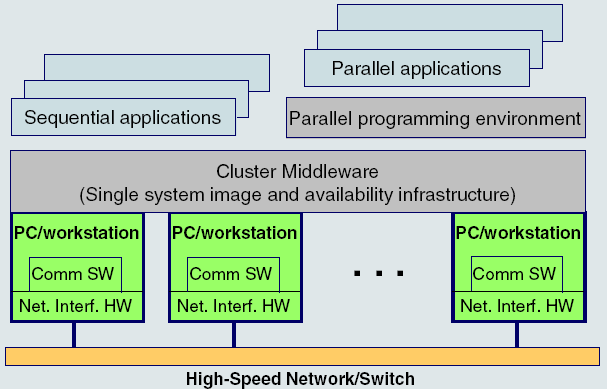 Parallel applications
Sequential applications
Parallel programming environment
Cluster Middleware
(Single system image and availability infrastructure)
PC/workstation
Comm SW
Net. Interf. HW
PC/workstation
Comm SW
Net. Interf. HW
. . .
PC/workstation
Comm SW
Net. Interf. HW
High-Speed Network/Switch